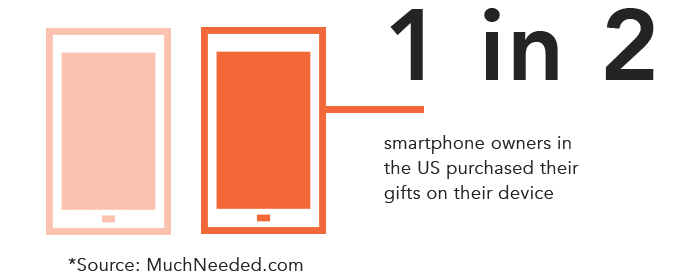 1 in 2
smartphone owners in
the US purchased their
gifts on their device
*Source: MuchNeeded.com